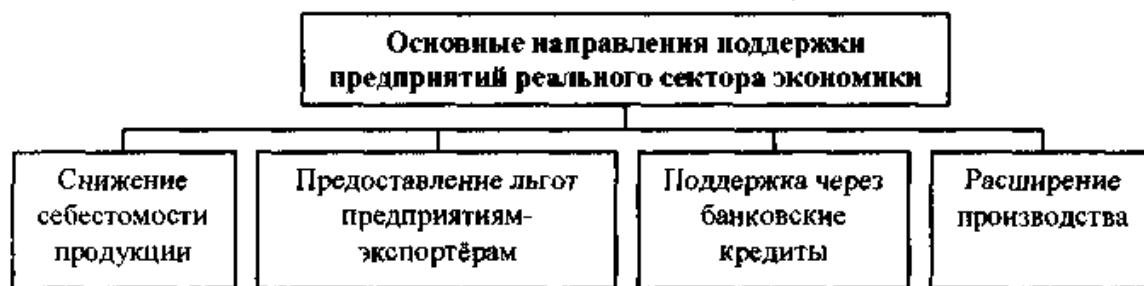 Основные направления поддержки
предприятий реального сектора экономики
Снижение
себестомости
продукции
Предоставление льгот
предприятиям-
экспортёрам
Поддержка через
банковские
кредиты
Расширение
производства